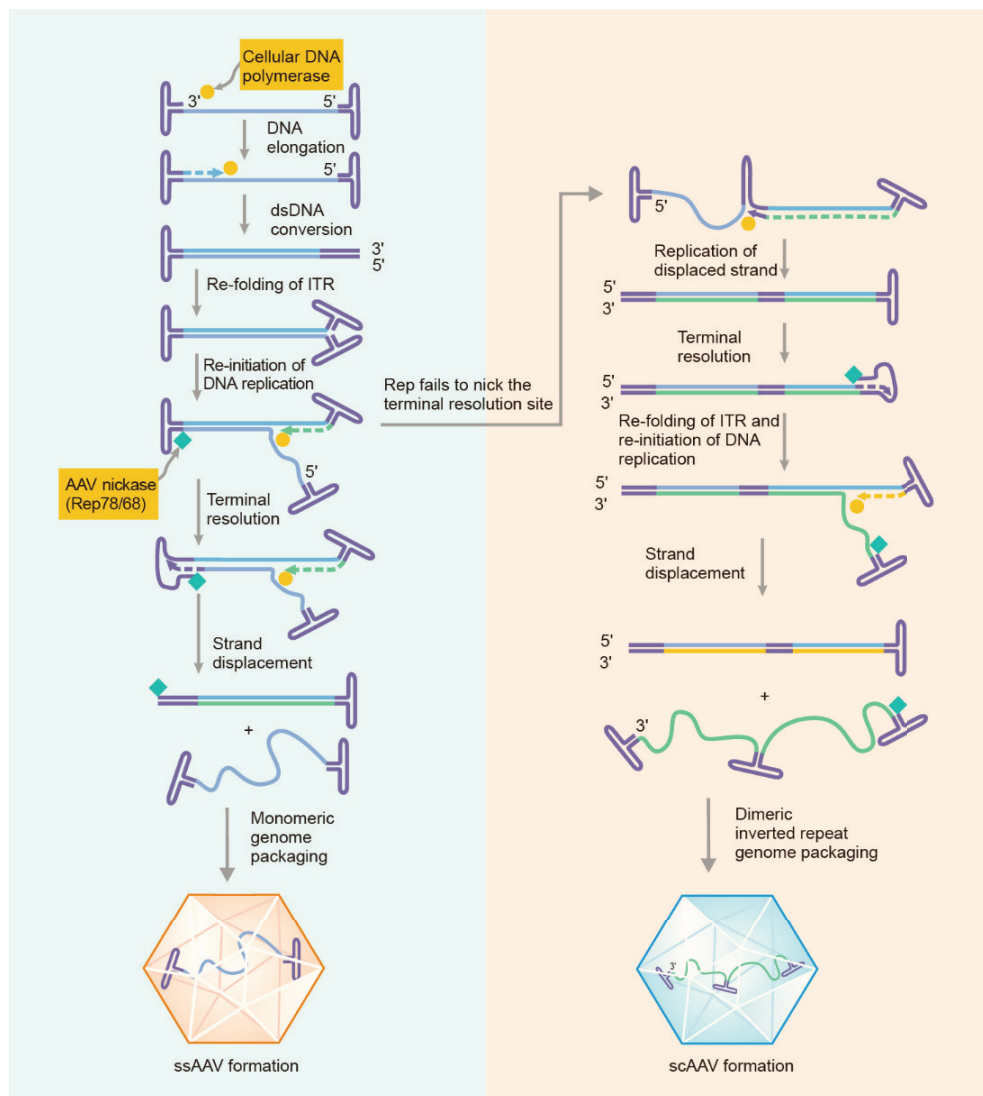 Cellular DNA
polymerase
3'
5'
DNA
elongation
5'
dsDNA
conversion
3'
5'
Re-folding of ITR
Re-initiation of
DNA replication
AAV nickase
(Rep78/68)
5'
Terminal
resolution
Strand
displacement
+
Monomeric
genome
packaging
ssAAV formation
Rep fails to nick the
terminal resolution site
5'
Replication of
displaced strand
5'
3'
Terminal
resolution
5'
3'
Re-folding of ITR and
re-initiation of DNA
replication
5'
3'
Strand
displacement
5'
3'
+
3'
Dimeric
inverted repeat
genome packaging
3'
scAAV formation